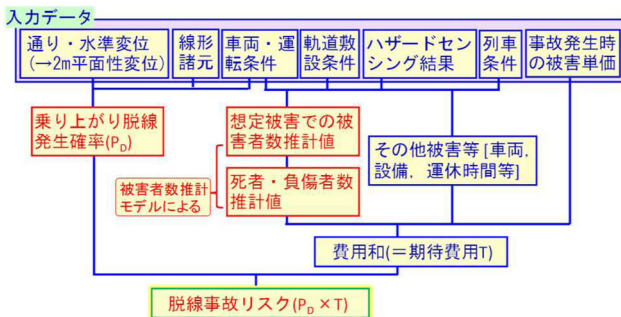 入力データ
通り・水準変位
(→2m平面性変位)
線形
諸元
車両・運
転条件
軌道敷
設条件
ハザードセン
シング結果
列車
条件
事故発生時
の被害単価
乗り上がり脱線
発生確率(PD)
想定被害での被
害者数推計値
被害者数推計
モデルによる
死者・負傷者数
推計値
その他被害等 [車両,
設備, 運休時間等]
費用和(=期待費用T)
脱線事故リスク(PD×T)